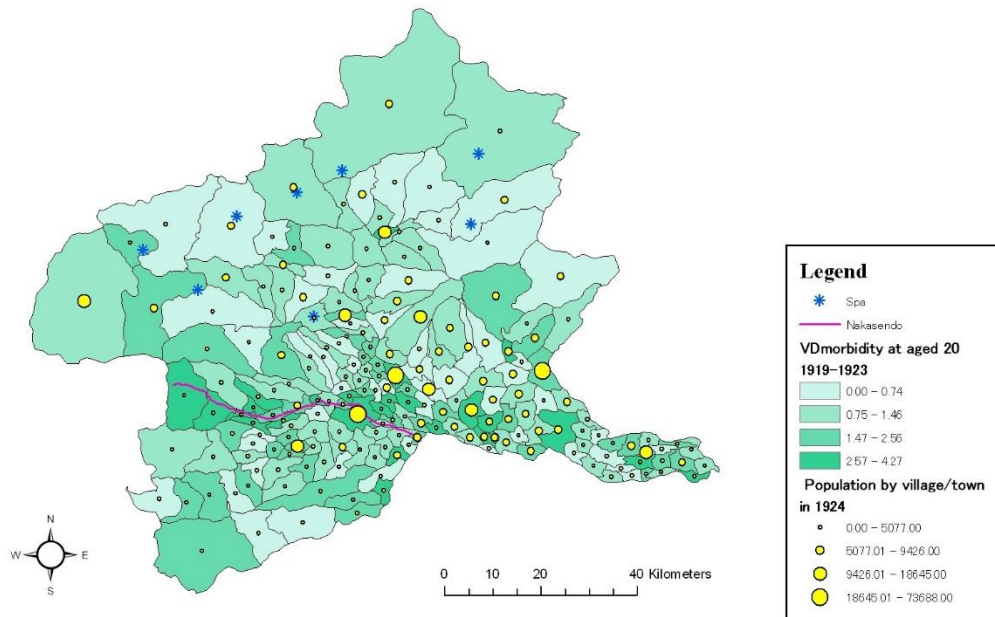 N
W E
S
0 5 10 20 30 40 Kilometers
Legend
Spa
Nakasendo
VDmorbidity at aged 20
1919-1923
0.00 - 0.74
0.75 - 1.46
1.47 - 2.56
2.57 - 4.27
Population by village/town
in 1924
0.00 - 5077.00
5077.01 - 9426.00
9426.01 - 18645.00
18645.01 - 73688.00